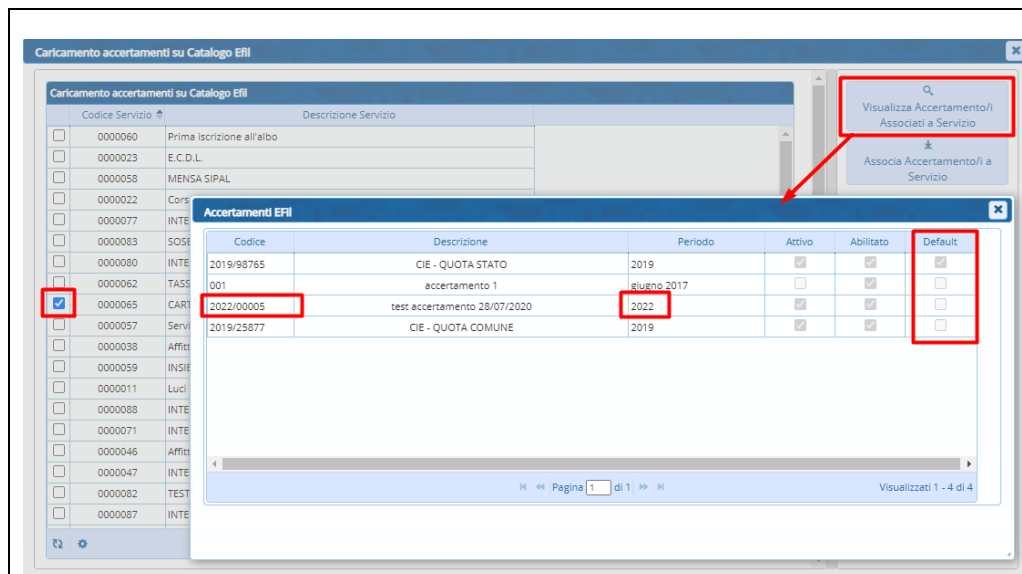 Caricamento accertamenti su Catalogo Efil
Caricamento accertamenti su Catalogo Efil
Codice Servizio Descrizione Servizio
0000060 Prima iscrizione all'albo
0000023 E.C.D.L.
0000058 MENSA SIPAL
0000022 Cors
0000077 INTE
0000083 SOSE
0000080 INTE
0000062 TASS
0000065 CART
0000057 Servi
0000038 Affitt
0000059 INSIE
0000011 Luci
0000088 INTE
0000071 INTE
0000046 Affitt
0000047 INTE
0000082 TEST
0000087 INTE
Visualizza Accertamento/i
Associati a Servizio
Associa Accertamento/i a
Servizio
Accertamenti EFil
Codice Descrizione Periodo Attivo Abilitato Default
2019/98765 CIE - QUOTA STATO 2019
001 accertamento 1 giugno 2017
2022/00005 test accertamento 28/07/2020 2022
2019/25877 CIE - QUOTA COMUNE 2019
Pagina 1 di 1 Visualizzati 1 - 4 di 4